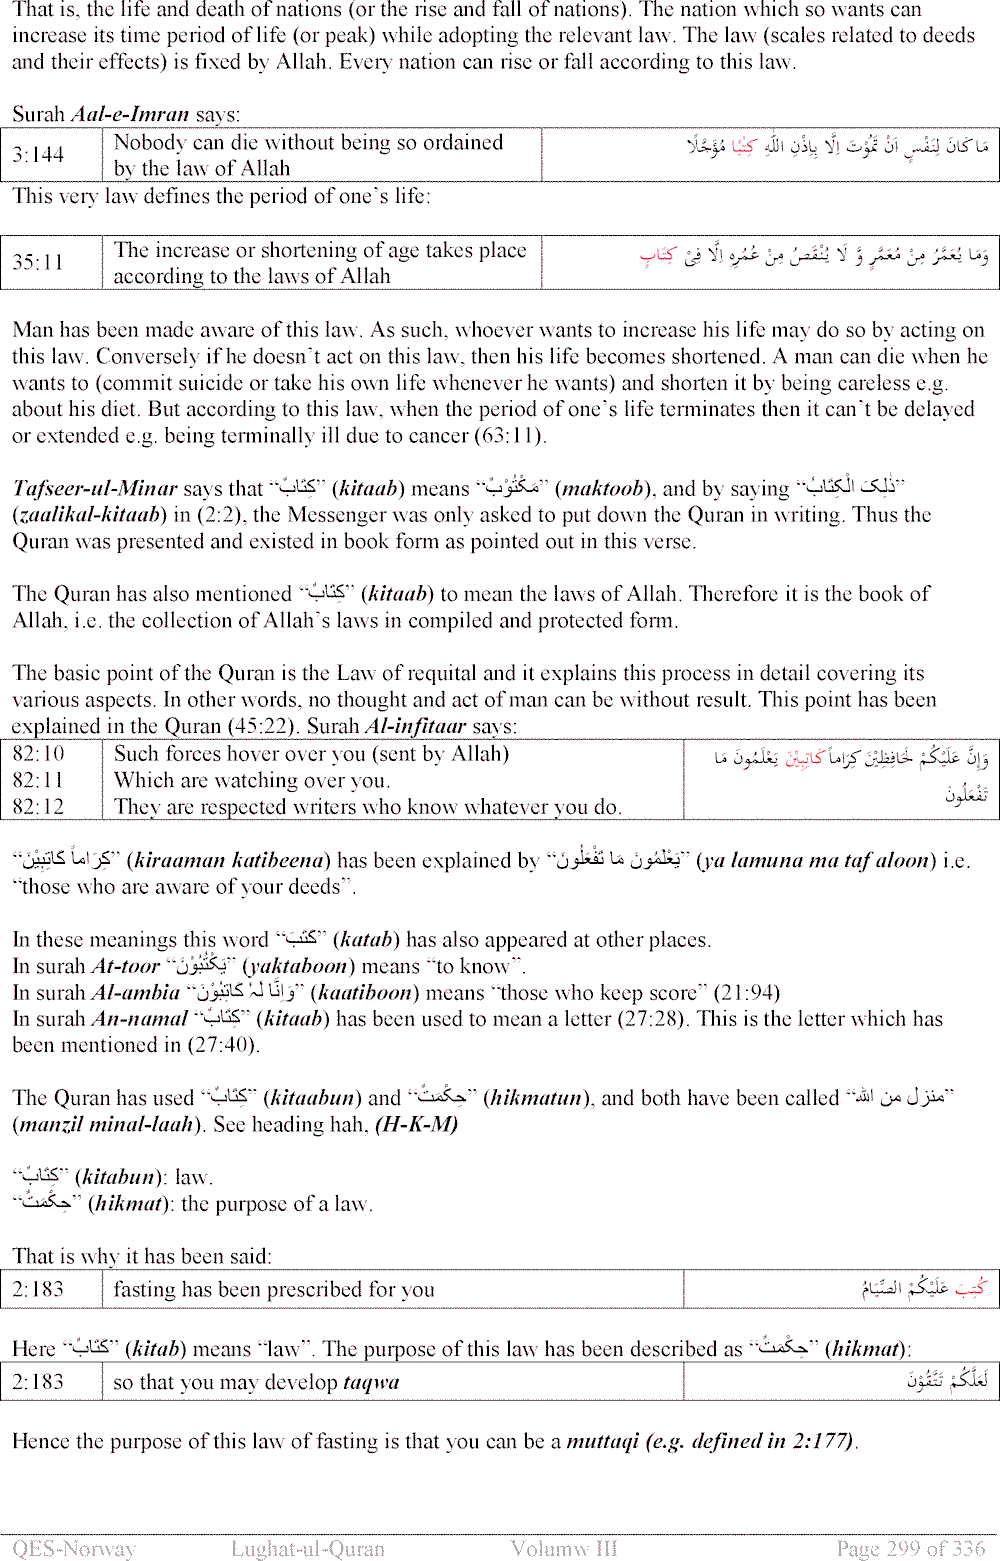 That is, the life and death of nations (or the rise and fall of nations). The nation which so wants can
increase its time period of life (or peak) while adopting the relevant law. The law (scales related to deeds
and their effects) is fixed by Allah. Every nation can rise or fall according to this law.
Surah Aal-e-Imran says:
3:144 Nobody can die without being so ordained by the law of Allah مَا كَانَ لِنَفْسٍ اَنْ تَمُوْتَ اِلَّا بِاِذْنِ اللّٰهِ كِتٰبًا مُّؤَجَّلًا
This very law defines the period of one's life:
35:11 The increase or shortening of age takes place according to the laws of Allah وَمَا يُعَمَّرُ مِنْ مُعَمَّرٍ وَّ لَا يُنْقَصُ مِنْ عُمُرِهٖ اِلَّا فِىْ كِتَابٍ
Man has been made aware of this law. As such, whoever wants to increase his life may do so by acting on
this law. Conversely if he doesn't act on this law, then his life becomes shortened. A man can die when he
wants to (commit suicide or take his own life whenever he wants) and shorten it by being careless e.g.
about his diet. But according to this law, when the period of one's life terminates then it can't be delayed
or extended e.g. being terminally ill due to cancer (63:11).
Tafseer-ul-Minar says that “كِتَابٌ” (kitaab) means “مَكْتُوْبٌ” (maktoob), and by saying “ذٰلِکَ الْکِتَابُ”
(zaalikal-kitaab) in (2:2), the Messenger was only asked to put down the Quran in writing. Thus the
Quran was presented and existed in book form as pointed out in this verse.
The Quran has also mentioned “كِتَابٌ” (kitaab) to mean the laws of Allah. Therefore it is the book of
Allah, i.e. the collection of Allah's laws in compiled and protected form.
The basic point of the Quran is the Law of requital and it explains this process in detail covering its
various aspects. In other words, no thought and act of man can be without result. This point has been
explained in the Quran (45:22). Surah Al-infitaar says:
82:10 Such forces hover over you (sent by Allah)
82:11 Which are watching over you.
82:12 They are respected writers who know whatever you do.
وَإِنَّ عَلَيْكُمْ لَحَافِظِيْنَ كِرَاماً كَاتِبِيْنَ يَعْلَمُونَ مَا
تَفْعَلُونَ
“كِرَاماً كَاتِبِيْنَ” (kiraaman katibeena) has been explained by “يَعْلَمُونَ مَا تَفْعَلُونَ” (ya lamuna ma taf aloon) i.e.
“those who are aware of your deeds”.
In these meanings this word “كَتَبَ” (katab) has also appeared at other places.
In surah At-toor “يَكْتُبُوْنَ” (yaktaboon) means “to know”.
In surah Al-ambia “وَاِنَّا لَہٗ كَاتِبُوْنَ” (kaatiboon) means “those who keep score” (21:94)
In surah An-namal “كِتَابٌ” (kitaab) has been used to mean a letter (27:28). This is the letter which has
been mentioned in (27:40).
The Quran has used “كِتَابٌ” (kitaabun) and “حِكْمَتٌ” (hikmatun), and both have been called “منزل من الله”
(manzil minal-laah). See heading hah, (H-K-M)
“كِتَابٌ” (kitabun): law.
“حِكْمَتٌ” (hikmat): the purpose of a law.
That is why it has been said:
2:183 fasting has been prescribed for you كُتِبَ عَلَيْكُمْ الصِّيَامُ
Here “كَتَابٌ” (kitab) means “law”. The purpose of this law has been described as “حِكْمَتٌ” (hikmat):
2:183 so that you may develop taqwa لَعَلَّكُمْ تَتَّقُوْنَ
Hence the purpose of this law of fasting is that you can be a muttaqi (e.g. defined in 2:177).
QES-Norway Lughat-ul-Quran Volumw III Page 299 of 336